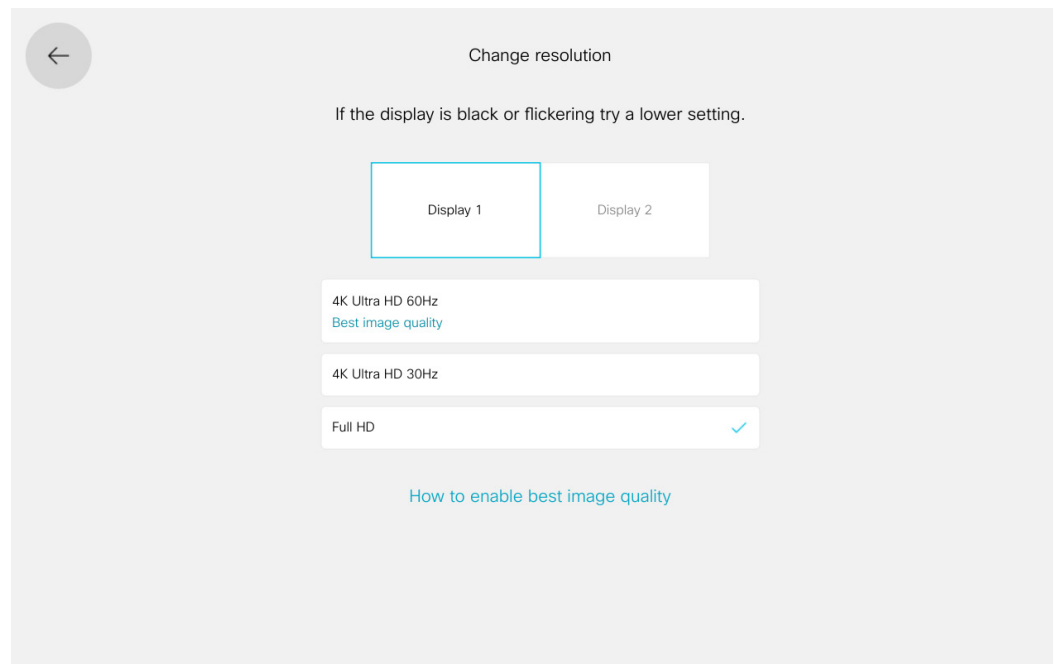 Change resolution
If the display is black or flickering try a lower setting.
Display 1
Display 2
4K Ultra HD 60Hz
Best image quality
4K Ultra HD 30Hz
Full HD
How to enable best image quality